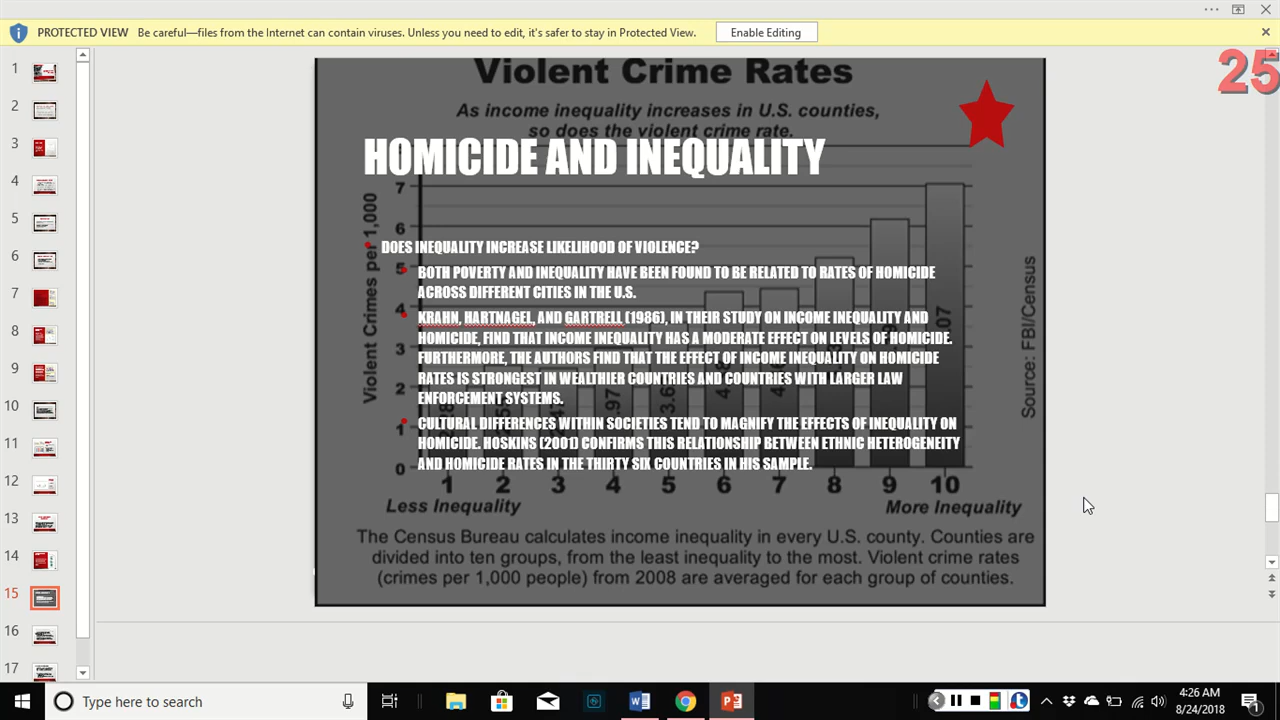 PROTECTED VIEW Be careful—files from the Internet can contain viruses. Unless you need to edit, it's safer to stay in Protected View. Enable Editing
25
1
2
3
4
5
6
7
8
9
10
11
12
13
14
15
16
17
Violent Crime Rates
As income inequality increases in U.S. counties,
so does the violent crime rate.
HOMICIDE AND INEQUALITY
Violent Crimes per 1,000
7
6
5
4
3
2
1
0
DOES INEQUALITY INCREASE LIKELIHOOD OF VIOLENCE?
BOTH POVERTY AND INEQUALITY HAVE BEEN FOUND TO BE RELATED TO RATES OF HOMICIDE
ACROSS DIFFERENT CITIES IN THE U.S.
KRAHN, HARTNAGEL, AND GARTRELL (1986), IN THEIR STUDY ON INCOME INEQUALITY AND
HOMICIDE, FIND THAT INCOME INEQUALITY HAS A MODERATE EFFECT ON LEVELS OF HOMICIDE.
FURTHERMORE, THE AUTHORS FIND THAT THE EFFECT OF INCOME INEQUALITY ON HOMICIDE
RATES IS STRONGEST IN WEALTHIER COUNTRIES AND COUNTRIES WITH LARGER LAW
ENFORCEMENT SYSTEMS.
CULTURAL DIFFERENCES WITHIN SOCIETIES TEND TO MAGNIFY THE EFFECTS OF INEQUALITY ON
HOMICIDE. HOSKINS (2001) CONFIRMS THIS RELATIONSHIP BETWEEN ETHNIC HETEROGENEITY
AND HOMICIDE RATES IN THE THIRTY SIX COUNTRIES IN HIS SAMPLE.
Source: FBI/Census
1 2 3 4 5 6 7 8 9 10
Less Inequality More Inequality
The Census Bureau calculates income inequality in every U.S. county. Counties are
divided into ten groups, from the least inequality to the most. Violent crime rates
(crimes per 1,000 people) from 2008 are averaged for each group of counties.
Type here to search
4:26 AM
8/24/2018